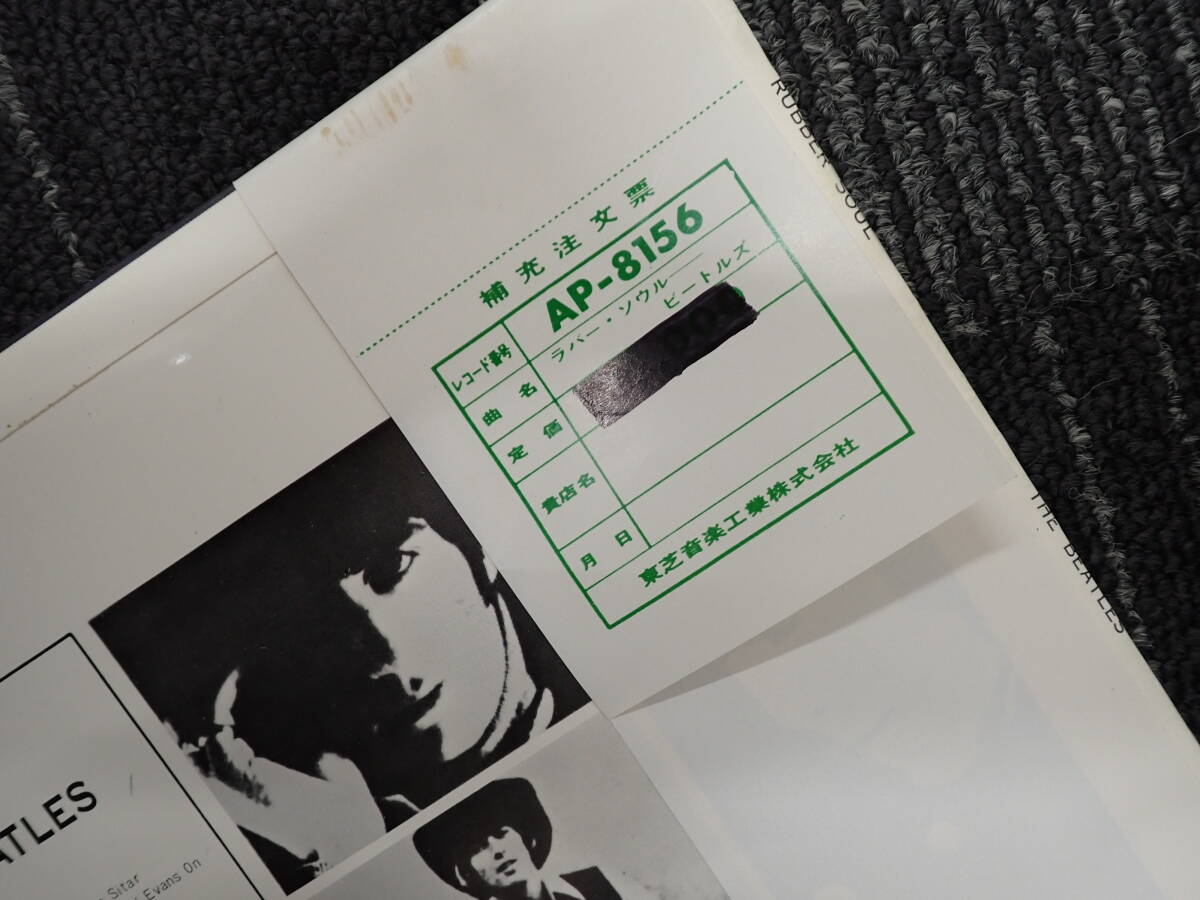 補充注文票
レコード番号 AP-8156
曲名 ラバー・ソウル
ビートルズ
定価
貴店名
月日
東芝音楽工業株式会社
RUBBER SOUL
THE BEATLES
ATLES
Sitar
Evans On